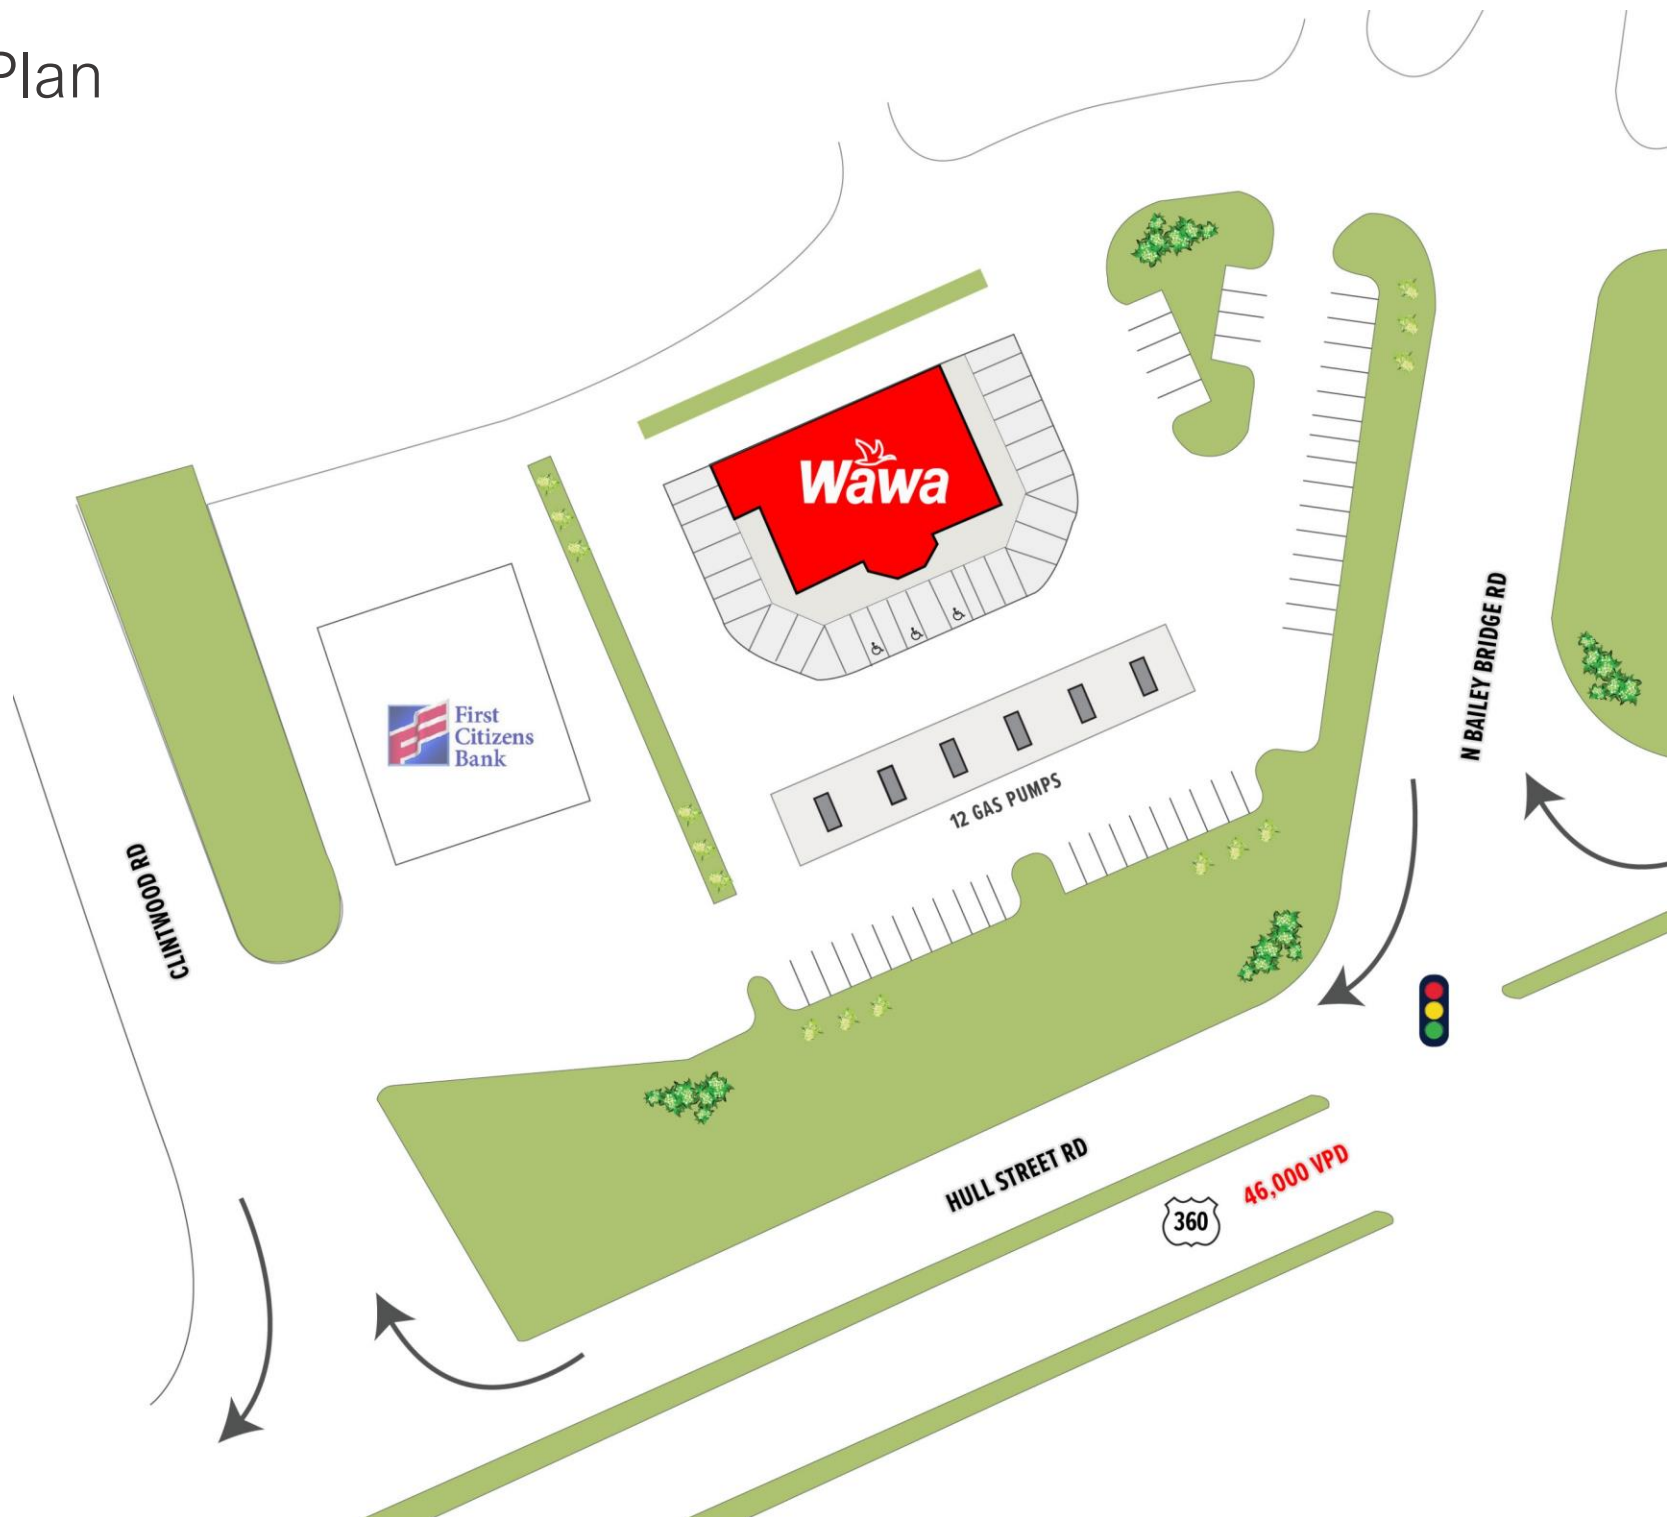 Plan
Wawa
First
Citizens
Bank
12 GAS PUMPS
N BAILEY BRIDGE RD
CLINTWOOD RD
HULL STREET RD
360
46,000 VPD